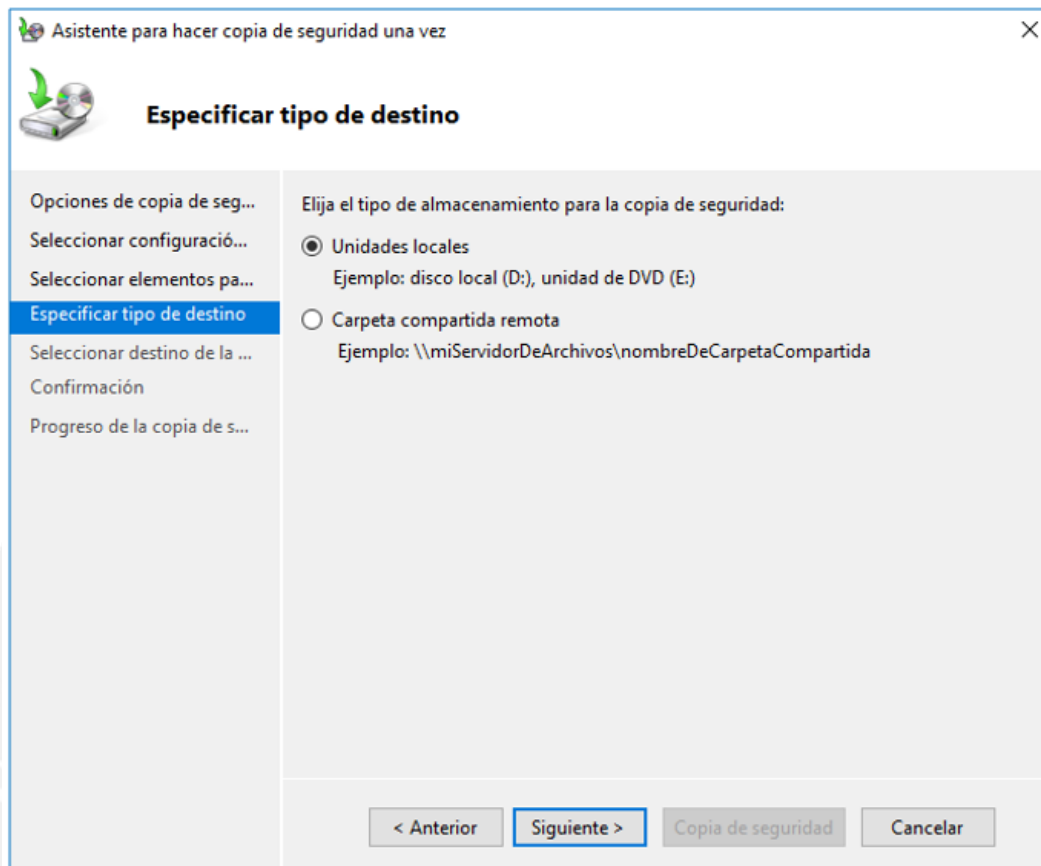 Asistente para hacer copia de seguridad una vez
Especificar tipo de destino
Opciones de copia de seg...
Seleccionar configuració...
Seleccionar elementos pa...
Especificar tipo de destino
Seleccionar destino de la ...
Confirmación
Progreso de la copia de s...
Elija el tipo de almacenamiento para la copia de seguridad:
Unidades locales
Ejemplo: disco local (D:), unidad de DVD (E:)
Carpeta compartida remota
Ejemplo: \\miServidorDeArchivos\nombreDeCarpetaCompartida
< Anterior
Siguiente >
Copia de seguridad
Cancelar